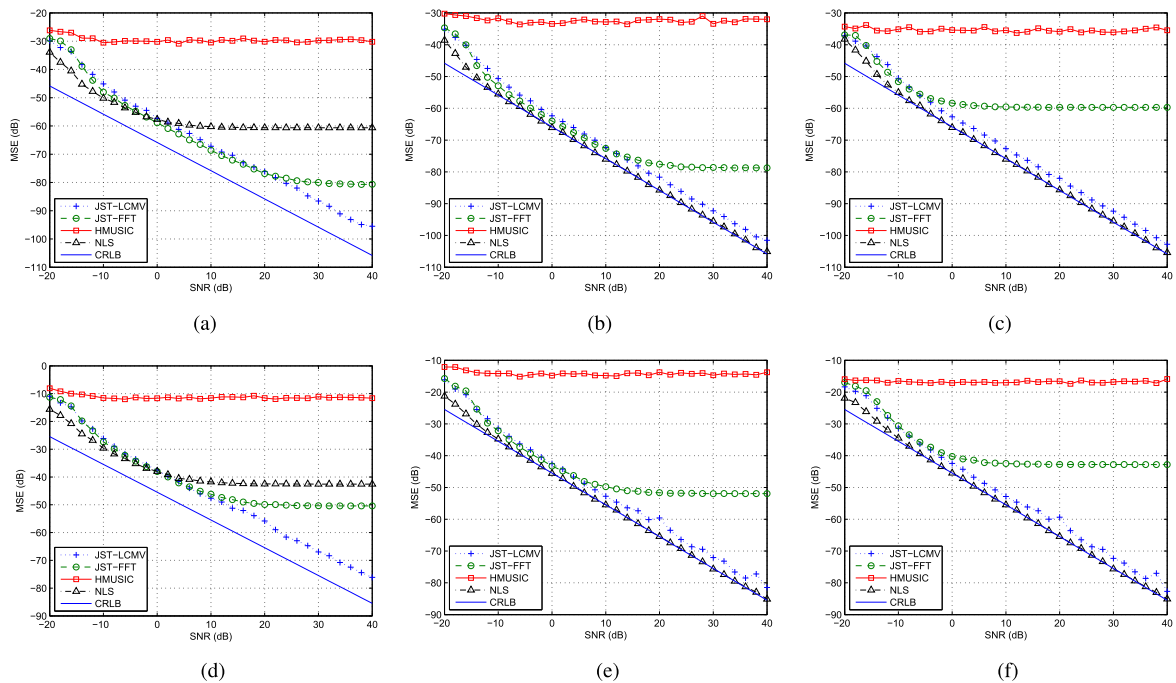 MSE (dB)
−30
−40
−50
−60
−70
−80
−90
−100
−110
−20
−10
0
10
20
30
40
SNR (dB)
JST−LCMV
JST−FFT
HMUSIC
NLS
CRLB
(a)
MSE (dB)
−30
−40
−50
−60
−70
−80
−90
−100
−110
−20
−10
0
10
20
30
40
SNR (dB)
JST−LCMV
JST−FFT
HMUSIC
NLS
CRLB
(b)
MSE (dB)
−30
−40
−50
−60
−70
−80
−90
−100
−110
−20
−10
0
10
20
30
40
SNR (dB)
JST−LCMV
JST−FFT
HMUSIC
NLS
CRLB
(c)
MSE (dB)
0
−10
−20
−30
−40
−50
−60
−70
−80
−90
−20
−10
0
10
20
30
40
SNR (dB)
JST−LCMV
JST−FFT
HMUSIC
NLS
CRLB
(d)
MSE (dB)
−10
−20
−30
−40
−50
−60
−70
−80
−90
−20
−10
0
10
20
30
40
SNR (dB)
JST−LCMV
JST−FFT
HMUSIC
NLS
CRLB
(e)
MSE (dB)
−10
−20
−30
−40
−50
−60
−70
−80
−90
−20
−10
0
10
20
30
40
SNR (dB)
JST−LCMV
JST−FFT
HMUSIC
NLS
CRLB
(f)